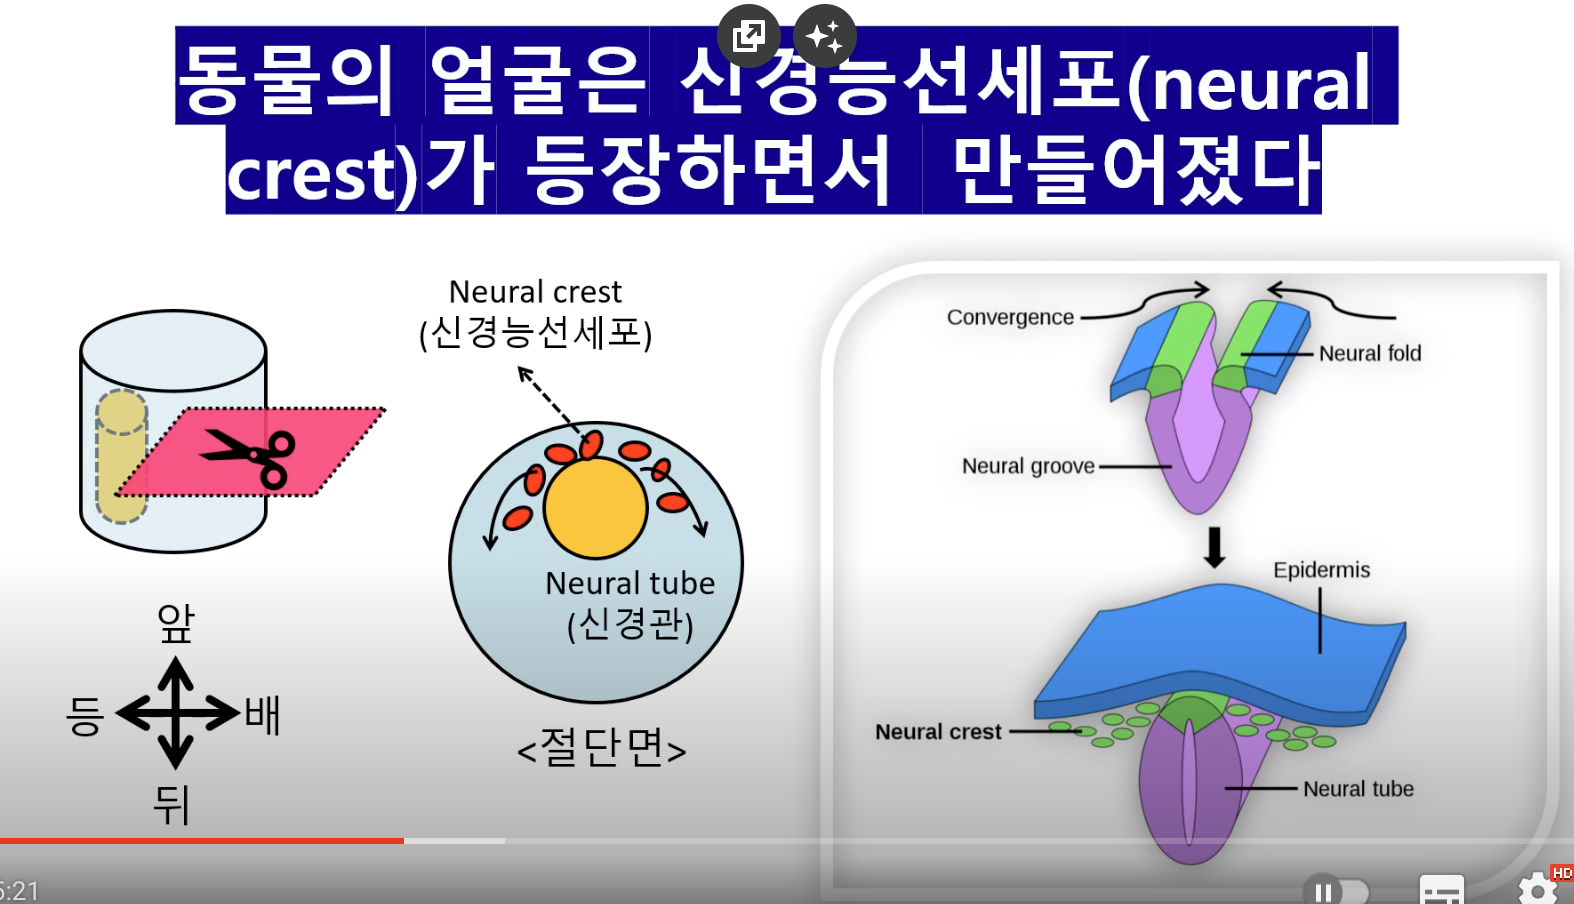 동물의 얼굴은 신경능선세포(neural
crest)가 등장하면서 만들어졌다
Neural crest
(신경능선세포)
Neural tube
(신경관)
<절단면>
앞
등
배
뒤
Convergence
Neural fold
Neural groove
Epidermis
Neural crest
Neural tube
5:21
HD